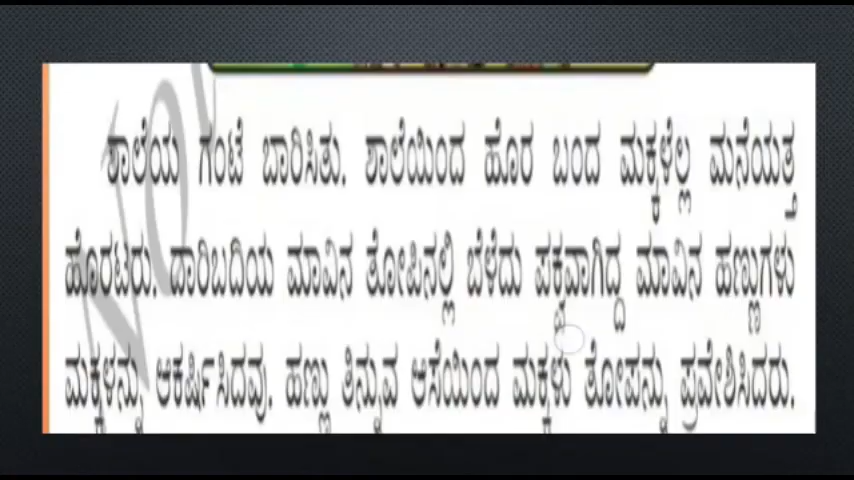 ಶಾಲೆಯ ಗಂಟೆ ಬಾರಿಸಿತು. ಶಾಲೆಯಿಂದ ಹೊರ ಬಂದ ಮಕ್ಕಳೆಲ್ಲ ಮನೆಯತ್ತ
ಹೊರಟರು. ದಾರಿಬದಿಯ ಮಾವಿನ ತೋಪಿನಲ್ಲಿ ಬೆಳೆದು ಪಕ್ವವಾಗಿದ್ದ ಮಾವಿನ ಹಣ್ಣುಗಳು
ಮಕ್ಕಳನ್ನು ಆಕರ್ಷಿಸಿದವು. ಹಣ್ಣು ತಿನ್ನುವ ಆಸೆಯಿಂದ ಮಕ್ಕಳು ತೋಪನ್ನು ಪ್ರವೇಶಿಸಿದರು.